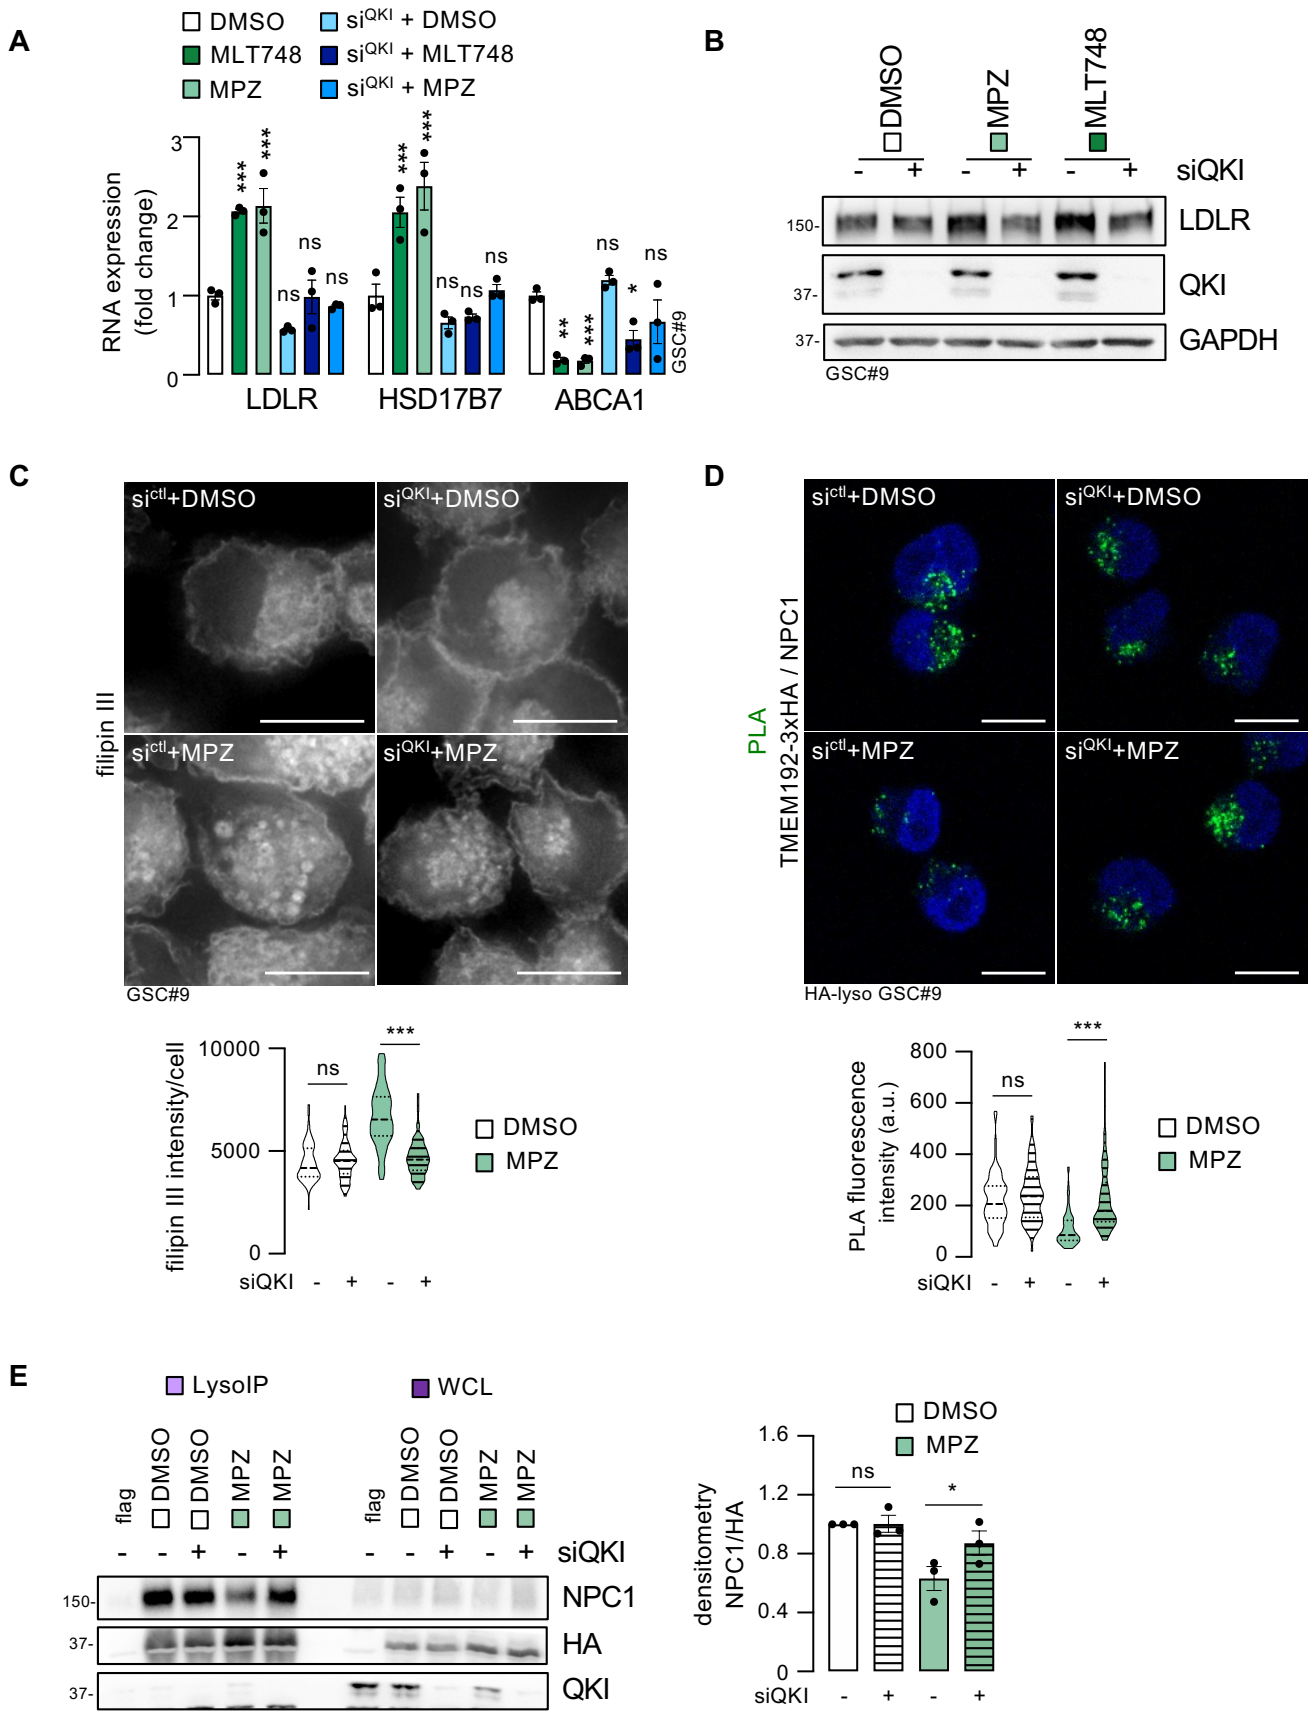 A
DMSO
MLT748
MPZ
siQKI + DMSO
siQKI + MLT748
siQKI + MPZ
RNA expression
(fold change)
3
2
1
0
***
***
ns
ns
ns
***
***
ns
ns
ns
**
***
*
ns
LDLR
HSD17B7
ABCA1
GSC#9
B
DMSO
MPZ
MLT748
- + - + - + siQKI
150- LDLR
37- QKI
37- GAPDH
GSC#9
C
filipin III
sictl+DMSO
siQKI+DMSO
sictl+MPZ
siQKI+MPZ
GSC#9
filipin III intensity/cell
10000
5000
0
ns
***
DMSO
MPZ
siQKI - + - +
D
PLA
TMEM192-3xHA / NPC1
sictl+DMSO
siQKI+DMSO
sictl+MPZ
siQKI+MPZ
HA-lyso GSC#9
PLA fluorescence
intensity (a.u.)
800
600
400
200
0
ns
***
DMSO
MPZ
siQKI - + - +
E
LysoIP
WCL
flag
DMSO
DMSO
MPZ
MPZ
flag
DMSO
DMSO
MPZ
MPZ
- - + - + - - + - + siQKI
150- NPC1
37- HA
37- QKI
DMSO
MPZ
densitometry
NPC1/HA
1.6
1.2
0.8
0.4
0
ns
*
siQKI - + - +